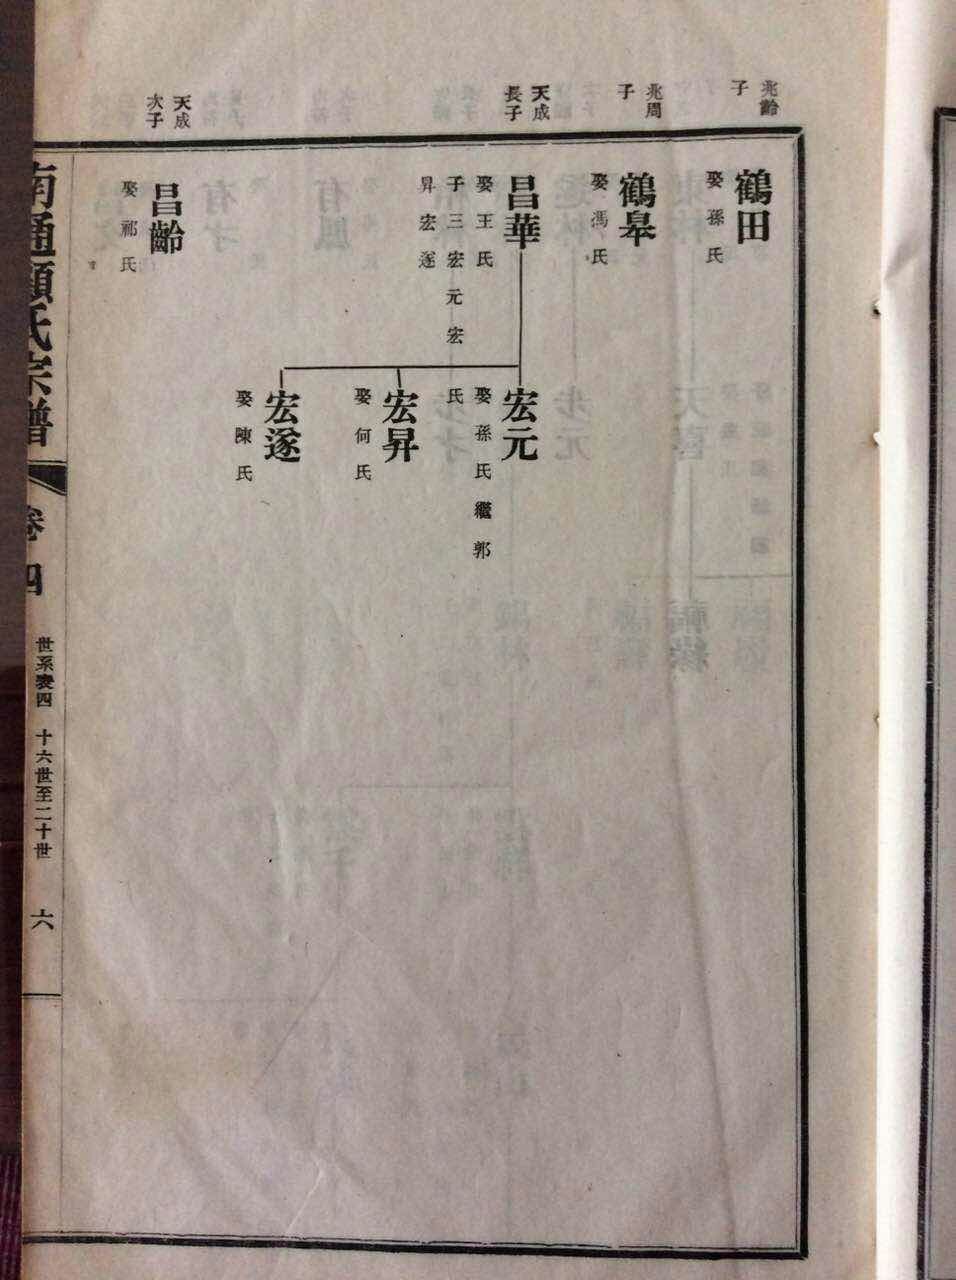 兆齡
子
鶴田
娶孫氏
兆周
子
鶴皋
娶馮氏
天成
長子
昌華
娶王氏
子三宏元宏
昇宏遂
宏元
娶孫氏繼郭
氏
宏昇
娶何氏
宏遂
娶陳氏
天成
次子
昌齡
娶祁氏
南通顧氏宗譜
卷四
世系表四 十六世至二十世
六